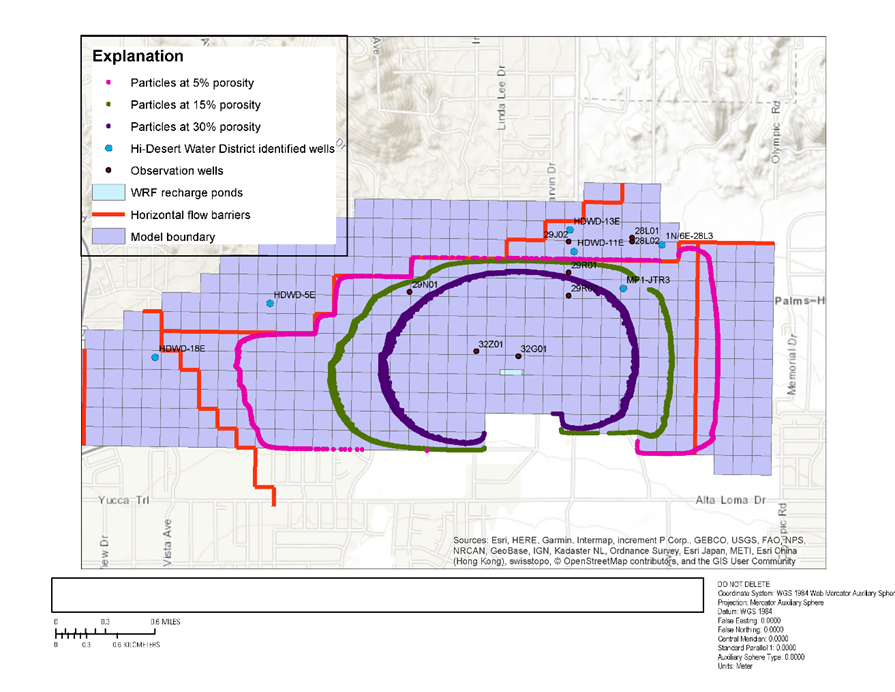 Explanation
Particles at 5% porosity
Particles at 15% porosity
Particles at 30% porosity
Hi-Desert Water District identified wells
Observation wells
WRF recharge ponds
Horizontal flow barriers
Model boundary
Ave
Linda Lee Dr
Olympic Rd
HDWD-13E
29J02
HDWD-11E
28L01
28L02
1N/6E-28L3
29R01
MP1-JTR3
29N01
HDWD-5E
Palms-H
32Z01
32G01
HDWD-18E
Memorial Dr
Yucca Trl
Alta Loma Dr
Vista Ave
Sources: Esri, HERE, Garmin, Intermap, increment P Corp., GEBCO, USGS, FAO, NPS,
NRCAN, GeoBase, IGN, Kadaster NL, Ordnance Survey, Esri Japan, METI, Esri China
(Hong Kong), swisstopo, © OpenStreetMap contributors, and the GIS User Community
0 0.3 0.6 MILES
0 0.3 0.6 KILOMETERS
DO NOT DELETE
Coordinate System: WGS 1984 Web Mercator Auxiliary Spher
Projection: Mercator Auxiliary Sphere
Datum: WGS 1984
False Easting: 0.0000
False Northing: 0.0000
Central Meridian: 0.0000
Standard Parallel 1: 0.0000
Auxiliary Sphere Type: 0.0000
Units: Meter